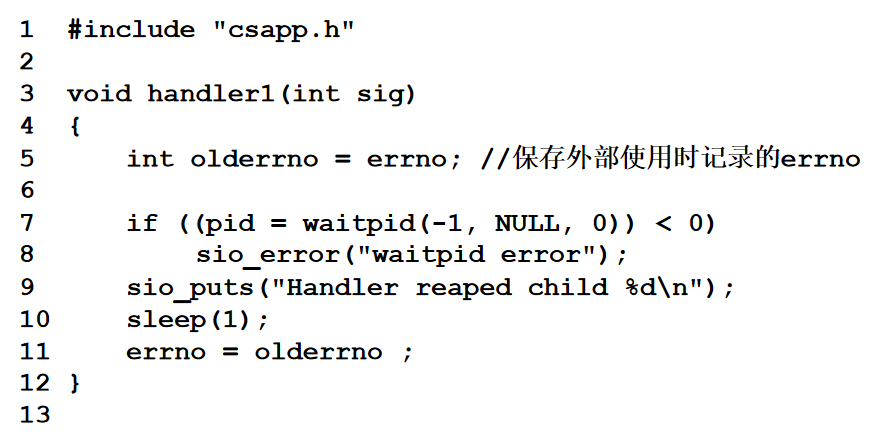 1 #include "csapp.h"
2
3 void handler1(int sig)
4 {
5     int olderrno = errno; //保存外部使用时记录的errno
6
7     if ((pid = waitpid(-1, NULL, 0)) < 0)
8         sio_error("waitpid error");
9     sio_puts("Handler reaped child %d\n");
10     sleep(1);
11     errno = olderrno ;
12 }
13